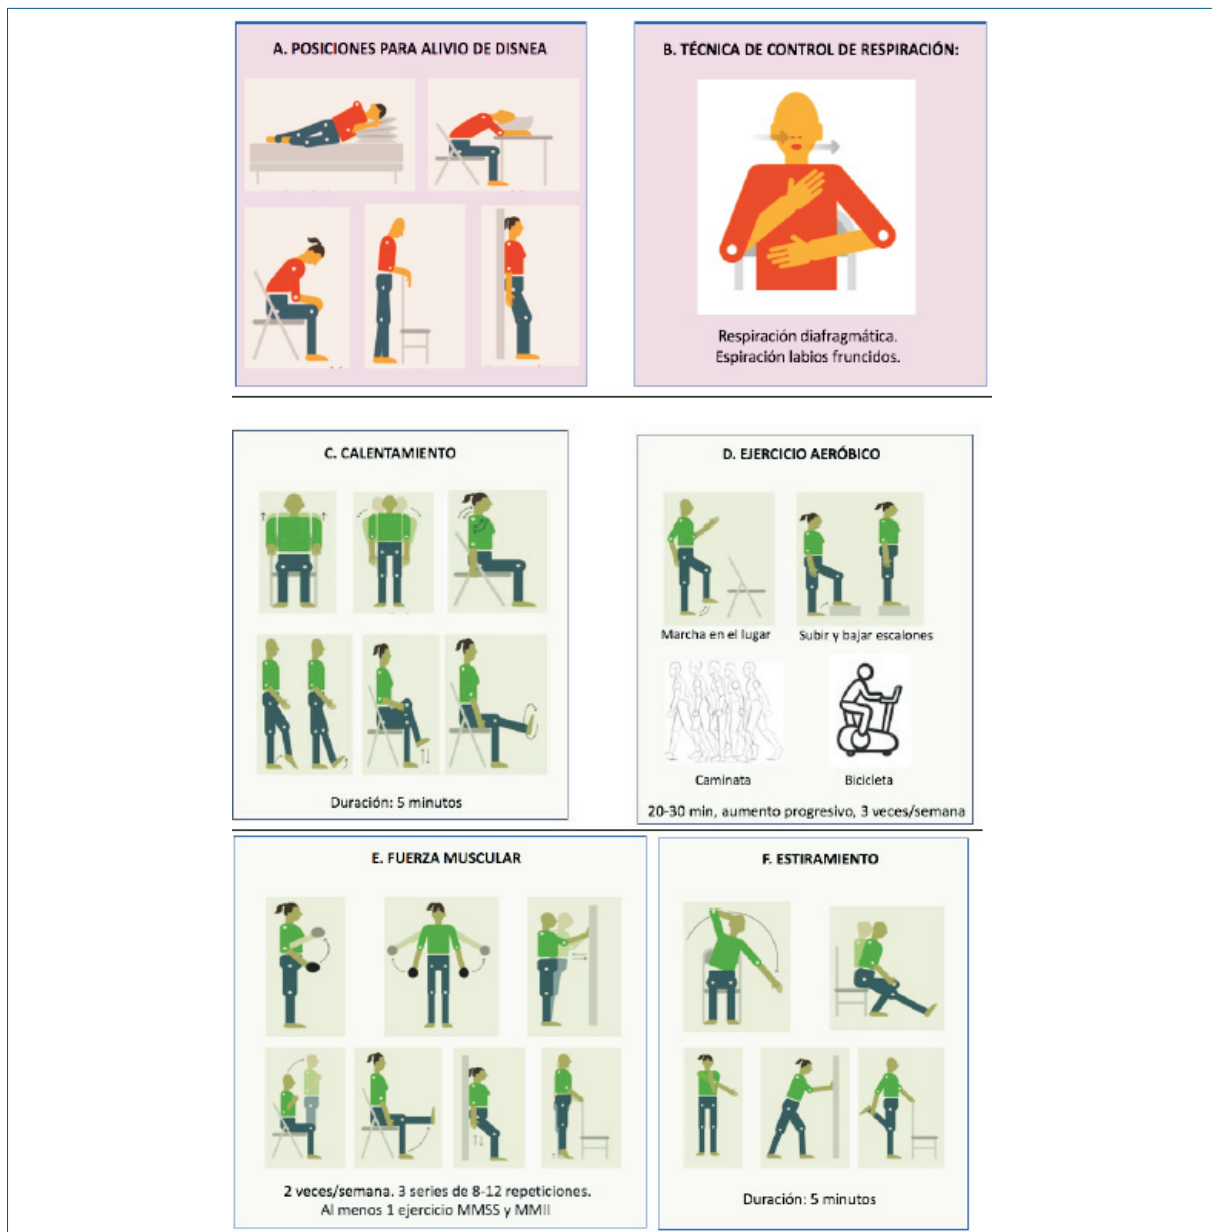 A. POSICIONES PARA ALIVIO DE DISNEA
B. TÉCNICA DE CONTROL DE RESPIRACIÓN:
Respiración diafragmática.
Espiración labios fruncidos.
C. CALENTAMIENTO
Duración: 5 minutos
D. EJERCICIO AERÓBICO
Marcha en el lugar
Subir y bajar escalones
Caminata
Bicicleta
20-30 min, aumento progresivo, 3 veces/semana
E. FUERZA MUSCULAR
2 veces/semana. 3 series de 8-12 repeticiones.
Al menos 1 ejercicio MMSS y MMII
F. ESTIRAMIENTO
Duración: 5 minutos